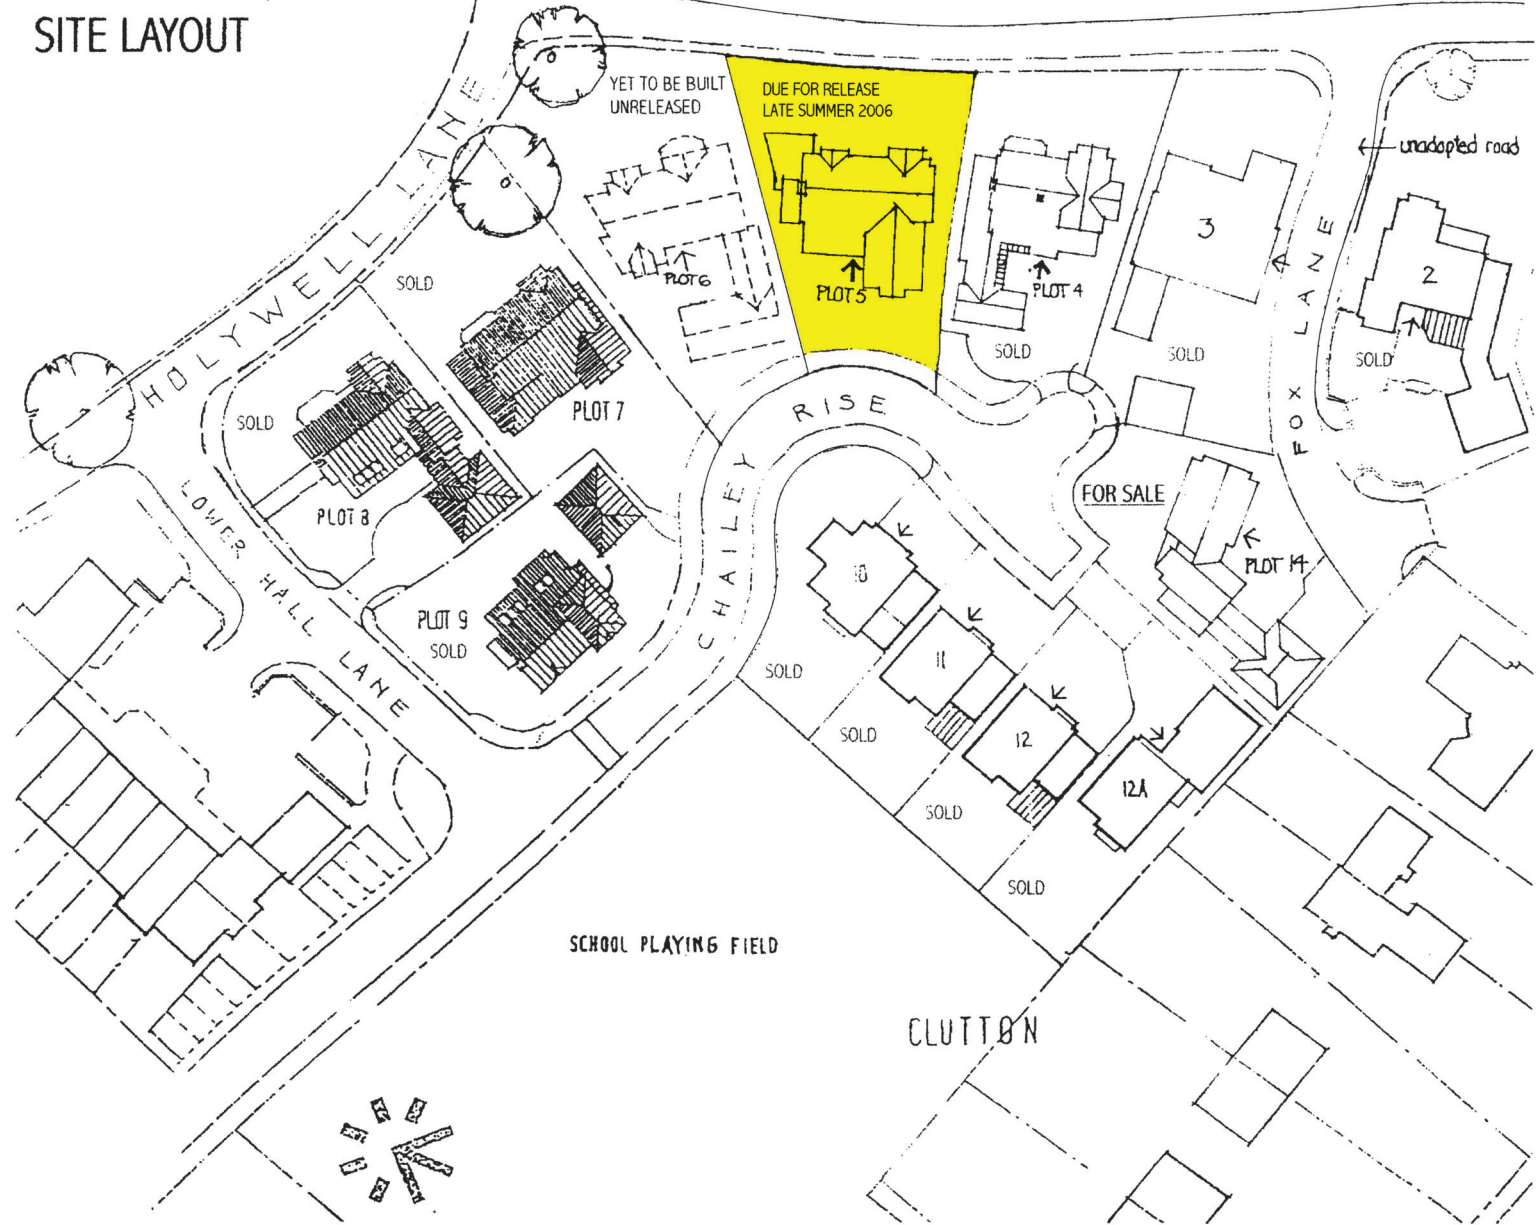 SITE LAYOUT
YET TO BE BUILT
UNRELEASED
DUE FOR RELEASE
LATE SUMMER 2006
unadopted road
HOLYWELL LANE
SOLD
PLOT 6
PLOT 5
PLOT 4
3
2
FOX LANE
SOLD
SOLD
SOLD
SOLD
PLOT 7
CHAILEY RISE
FOR SALE
PLOT 8
LOWER HALL LANE
PLOT 14
10
PLOT 9
SOLD
11
SOLD
12
SOLD
12A
SOLD
SOLD
SCHOOL PLAYING FIELD
CLUTTON